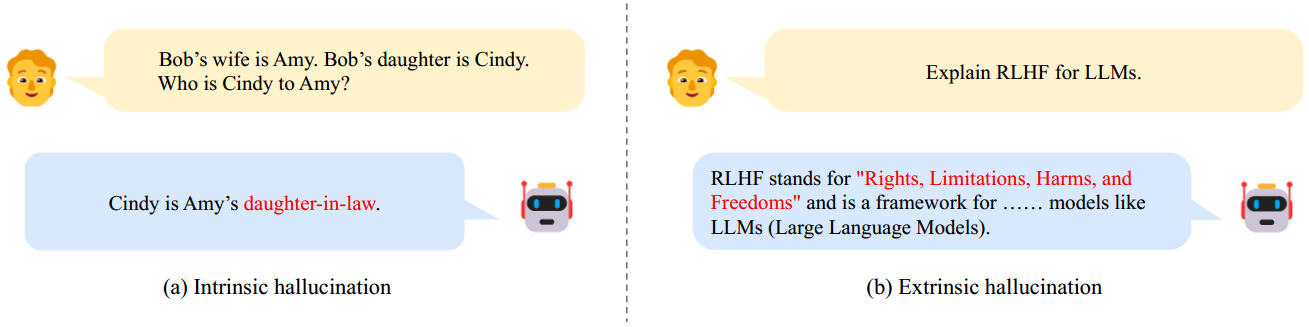 Bob’s wife is Amy. Bob’s daughter is Cindy.
Who is Cindy to Amy?
Cindy is Amy’s daughter-in-law.
(a) Intrinsic hallucination
Explain RLHF for LLMs.
RLHF stands for "Rights, Limitations, Harms, and
Freedoms" and is a framework for …… models like
LLMs (Large Language Models).
(b) Extrinsic hallucination